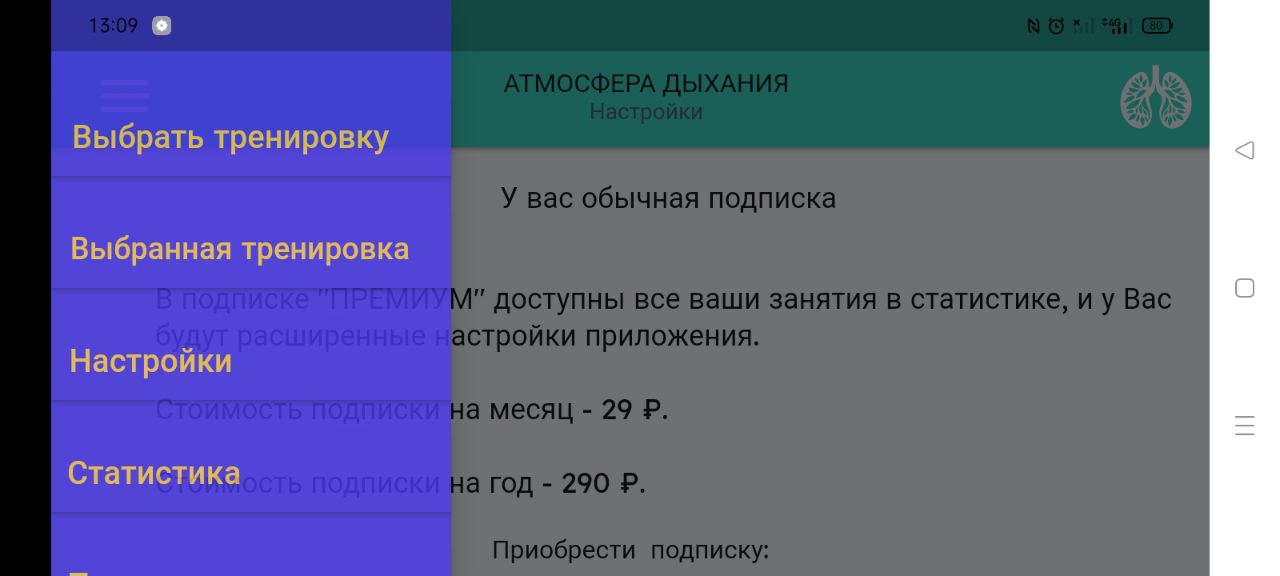 13:09
4G
80
АТМОСФЕРА ДЫХАНИЯ
Настройки
Выбрать тренировку
Выбранная тренировка
Настройки
Статистика
У вас обычная подписка
В подписке "ПРЕМИУМ" доступны все ваши занятия в статистике, и у Вас
будут расширенные настройки приложения.
Стоимость подписки на месяц - 29 ₽.
Стоимость подписки на год - 290 ₽.
Приобрести подписку: